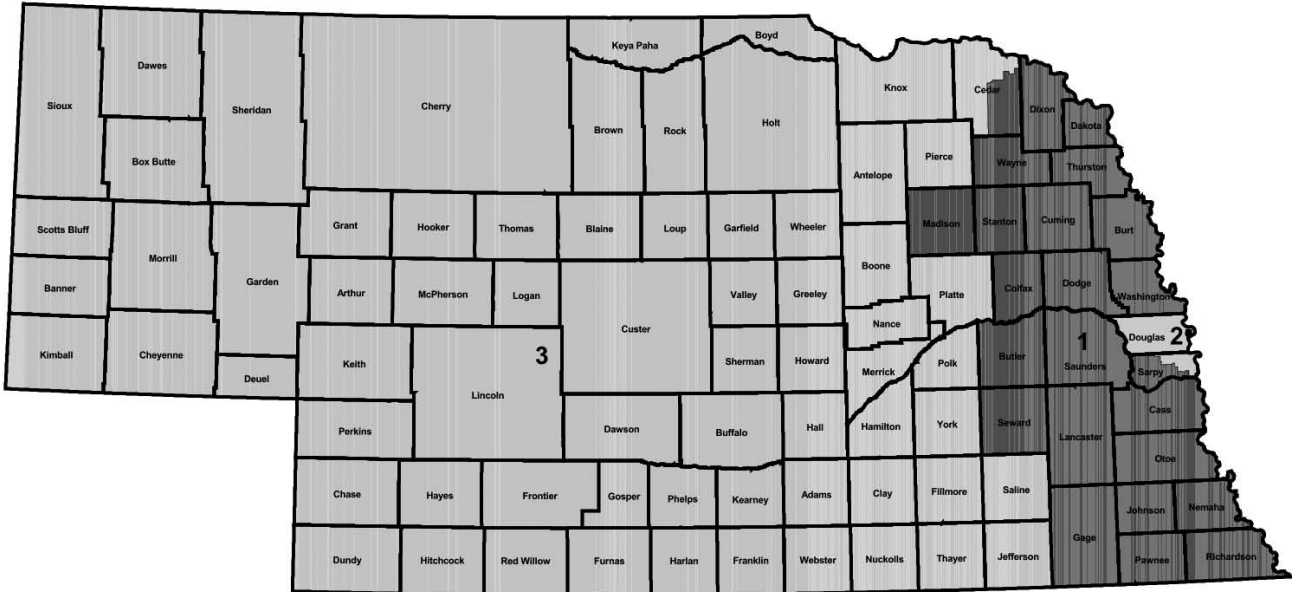 Boyd
Keya Paha
Dawes
Knox
Cedar
Sioux
Sheridan
Cherry
Dixon
Dakota
Brown
Rock
Holt
Box Butte
Pierce
Wayne
Thurston
Antelope
Scotts Bluff
Grant
Hooker
Thomas
Blaine
Loup
Garfield
Wheeler
Madison
Stanton
Cuming
Burt
Morrill
Garden
Boone
Banner
Arthur
McPherson
Logan
Valley
Greeley
Platte
Colfax
Dodge
Washington
Custer
Nance
Kimball
Cheyenne
Deuel
Keith
3
Sherman
Howard
Merrick
Polk
Butler
1
Saunders
Douglas
2
Sarpy
Lincoln
Perkins
Dawson
Buffalo
Hall
Hamilton
York
Seward
Lancaster
Cass
Otoe
Chase
Hayes
Frontier
Gosper
Phelps
Kearney
Adams
Clay
Fillmore
Saline
Johnson
Nemaha
Gage
Dundy
Hitchcock
Red Willow
Furnas
Harlan
Franklin
Webster
Nuckolls
Thayer
Jefferson
Pawnee
Richardson